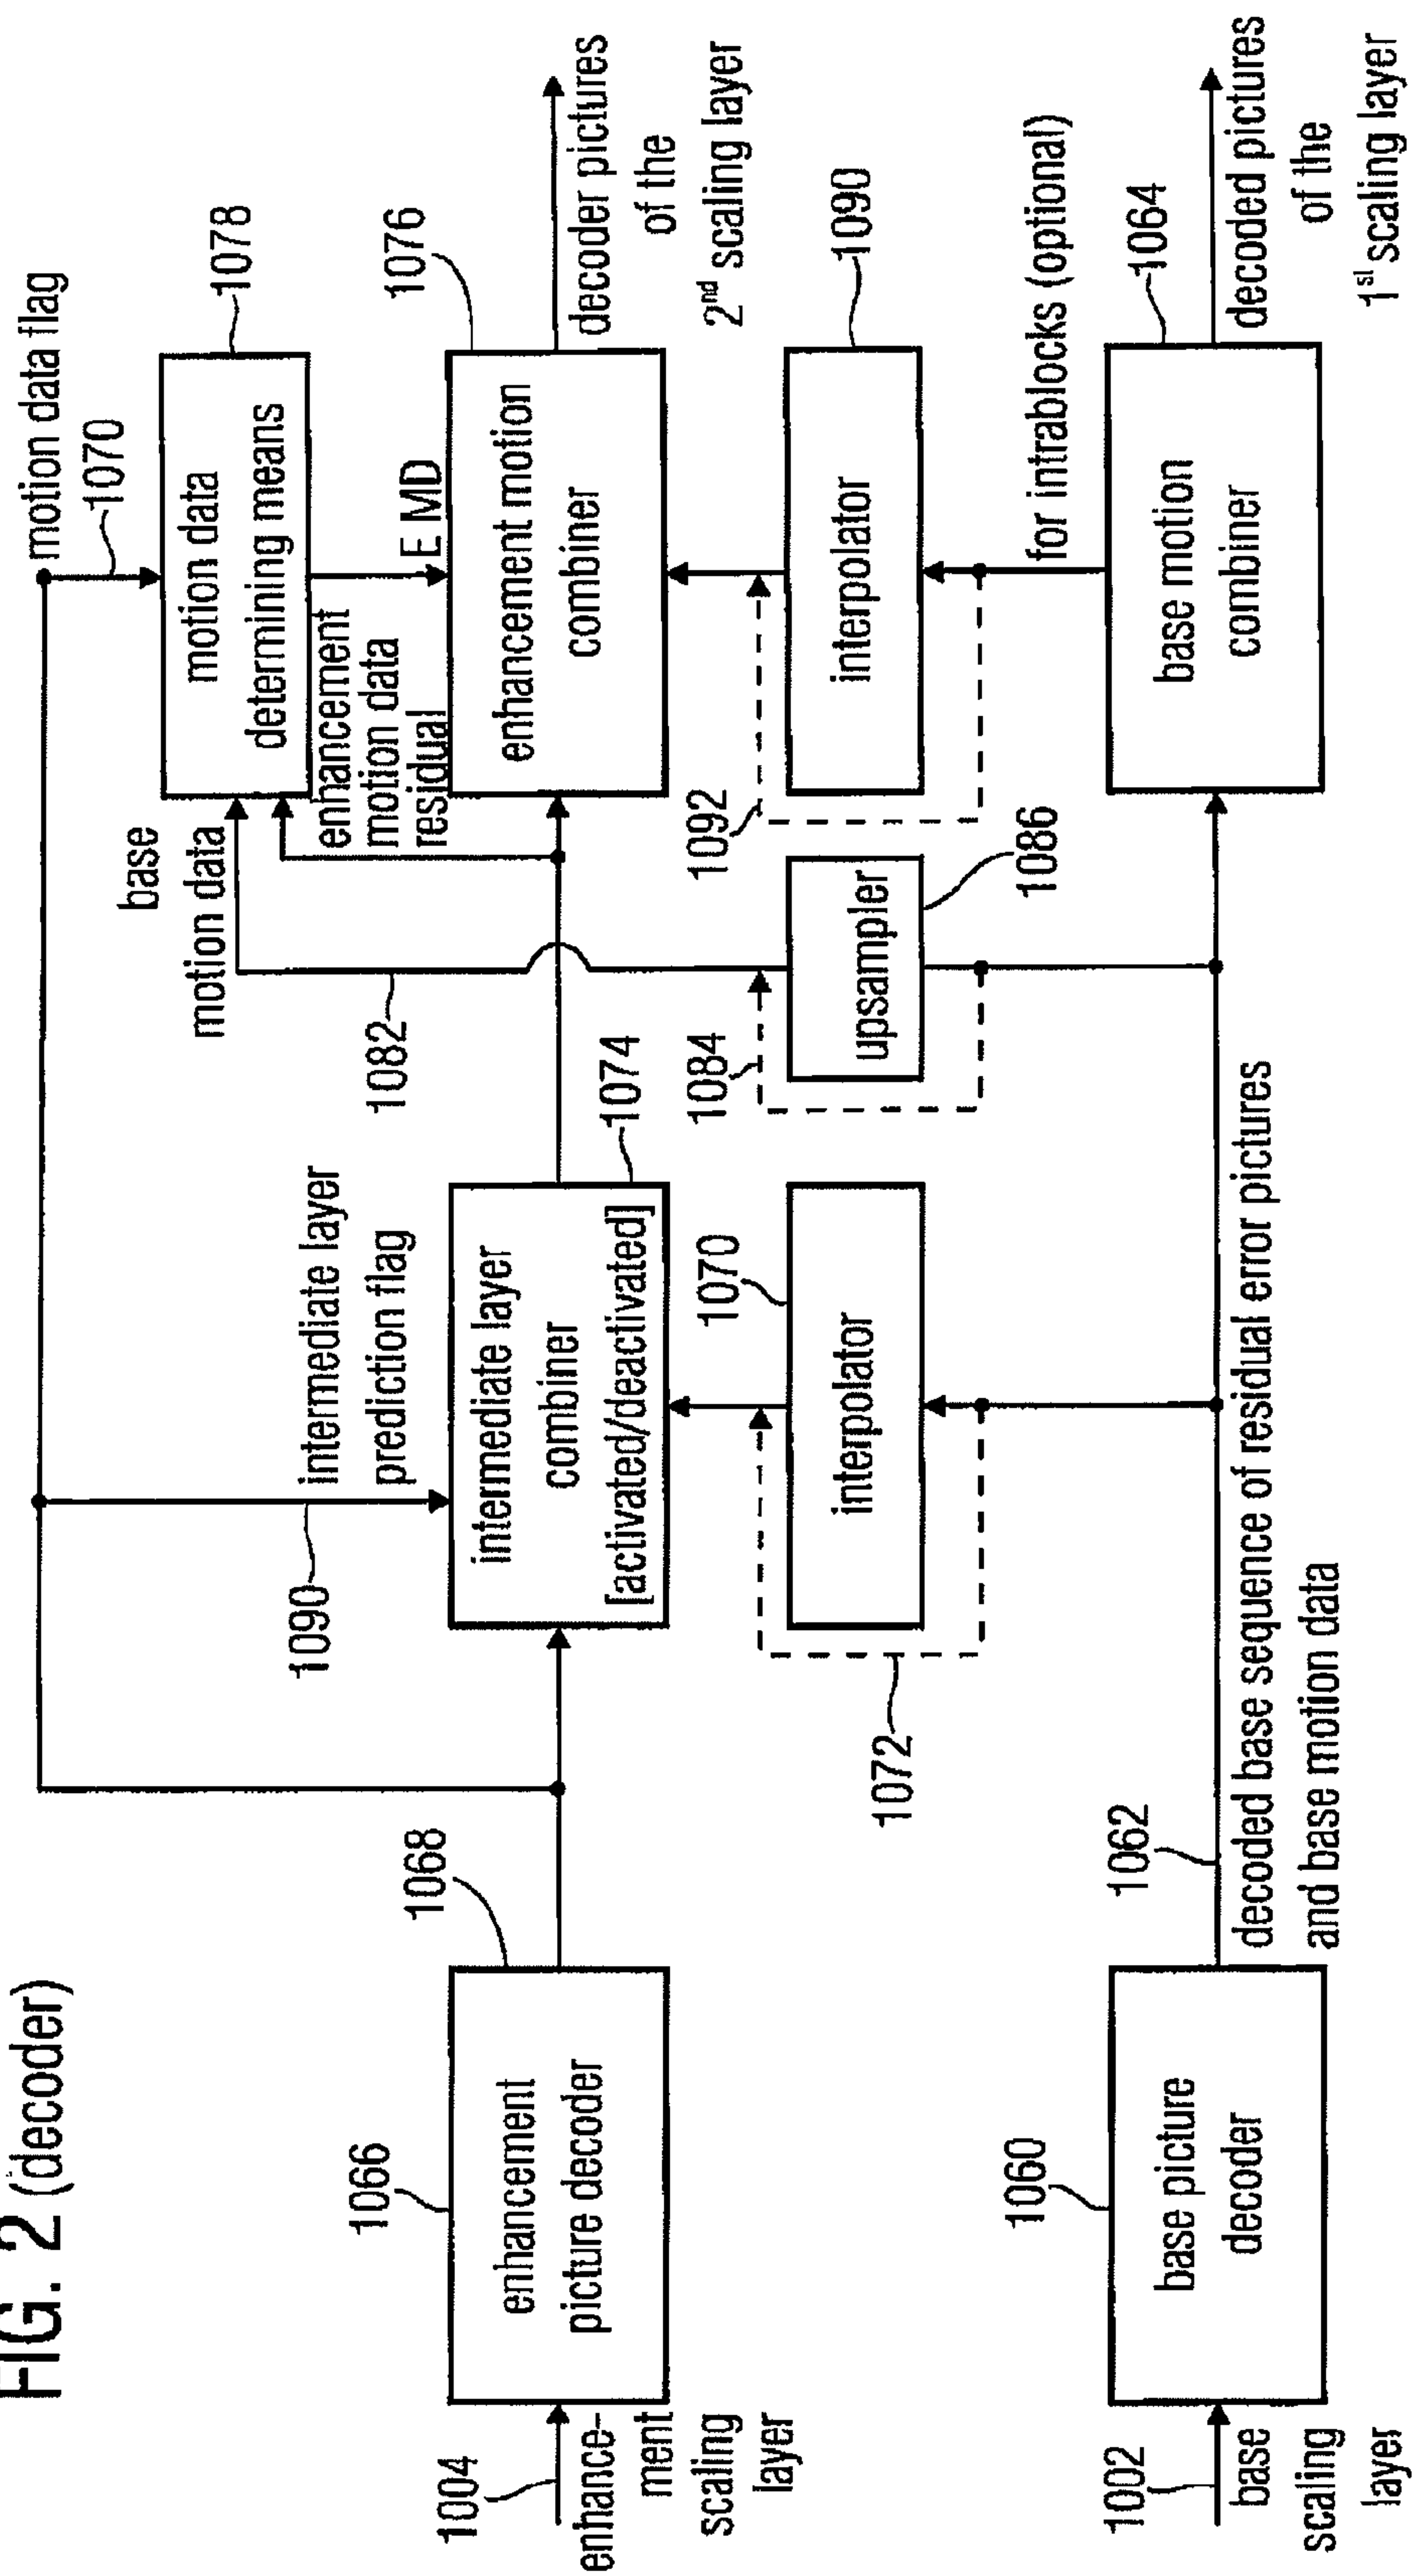 FIG. 2 (decoder)
motion data flag
1070
motion data
determining means
1078
base
motion data
enhancement
motion data
residual
E MD
1082
1090
intermediate layer
prediction flag
1004
enhance-
ment
scaling
layer
1066
enhancement
picture decoder
1068
intermediate layer
combiner
[activated/deactivated]
1074
enhancement motion
combiner
1076
decoder pictures
of the
2nd scaling layer
1072
interpolator
1070
1084
upsampler
1086
1092
interpolator
1090
for intrablocks (optional)
1002
base
scaling
layer
1060
base picture
decoder
1062
decoded base sequence of residual error pictures
and base motion data
base motion
combiner
1064
decoded pictures
of the
1st scaling layer